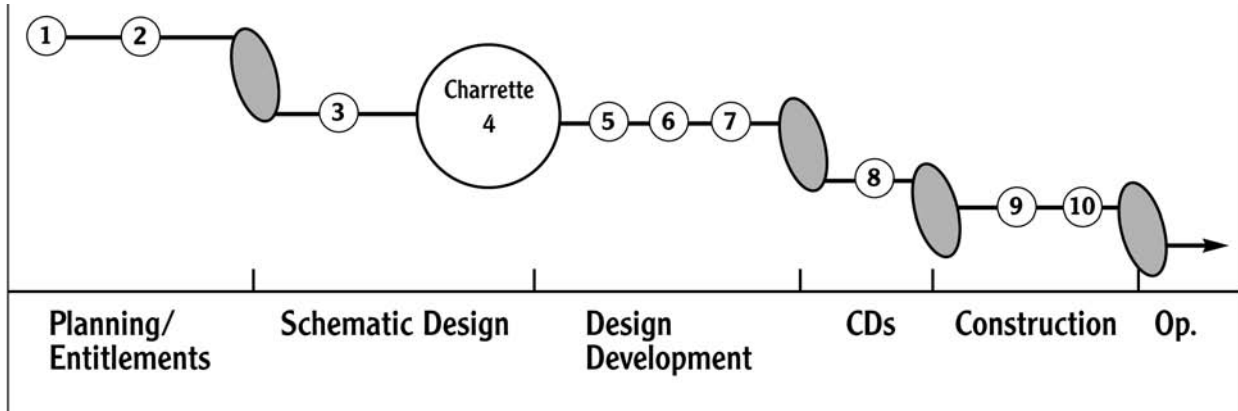 1
2
3
Charrette
4
5
6
7
8
9
10
Planning/
Entitlements
Schematic Design
Design
Development
CDs
Construction
Op.